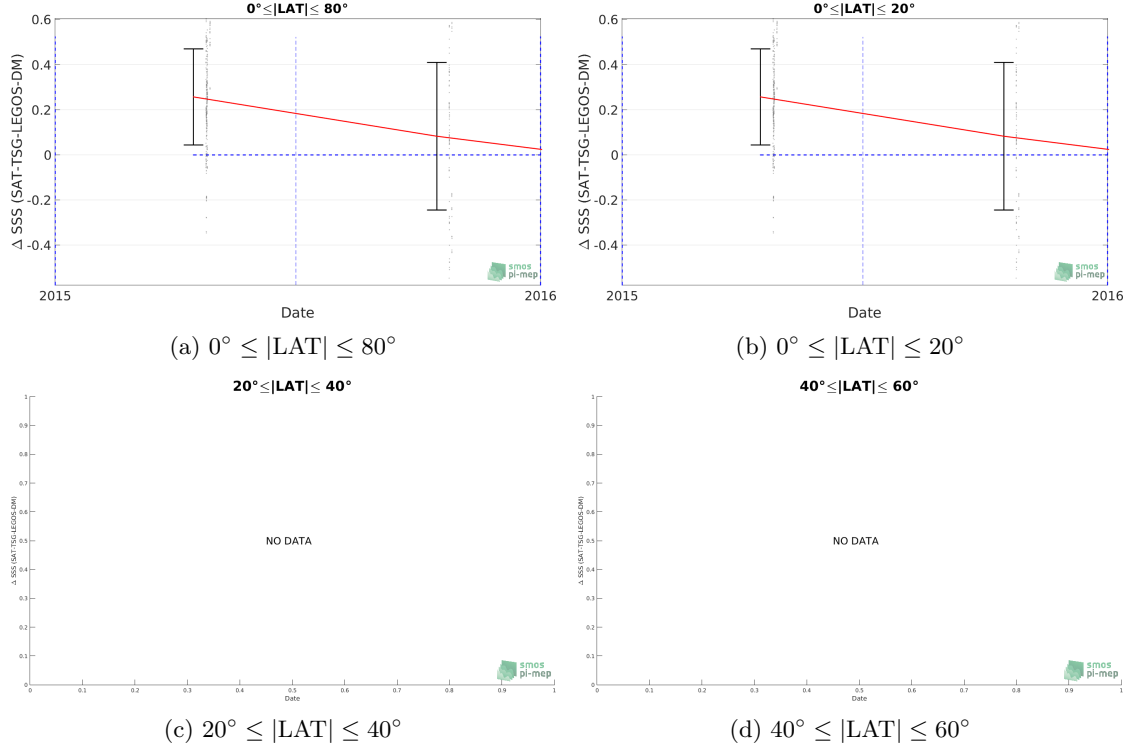 0°≤|LAT|≤ 80°
Δ SSS (SAT-TSG-LEGOS-DM)
0.6
0.4
0.2
0
-0.2
-0.4
2015
2016
Date
smos
pi-mep
(a) 0° ≤ |LAT| ≤ 80°
0°≤|LAT|≤ 20°
Δ SSS (SAT-TSG-LEGOS-DM)
0.6
0.4
0.2
0
-0.2
-0.4
2015
2016
Date
smos
pi-mep
(b) 0° ≤ |LAT| ≤ 20°
20°≤|LAT|≤ 40°
Δ SSS (SAT-TSG-LEGOS-DM)
1
0.9
0.8
0.7
0.6
0.5
0.4
0.3
0.2
0.1
0
NO DATA
0 0.1 0.2 0.3 0.4 0.5 0.6 0.7 0.8 0.9 1
Date
smos
pi-mep
(c) 20° ≤ |LAT| ≤ 40°
40°≤|LAT|≤ 60°
Δ SSS (SAT-TSG-LEGOS-DM)
1
0.9
0.8
0.7
0.6
0.5
0.4
0.3
0.2
0.1
0
NO DATA
0 0.1 0.2 0.3 0.4 0.5 0.6 0.7 0.8 0.9 1
Date
smos
pi-mep
(d) 40° ≤ |LAT| ≤ 60°